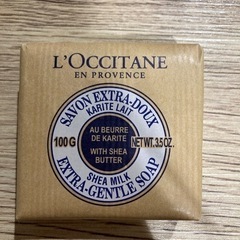 L'OCCITANE
EN PROVENCE
SAVON EXTRA-DOUX
KARITE LAIT
100 G
AU BEURRE
DE KARITE
WITH SHEA
BUTTER
NET WT. 3.5 OZ.
SHEA MILK
EXTRA-GENTLE SOAP